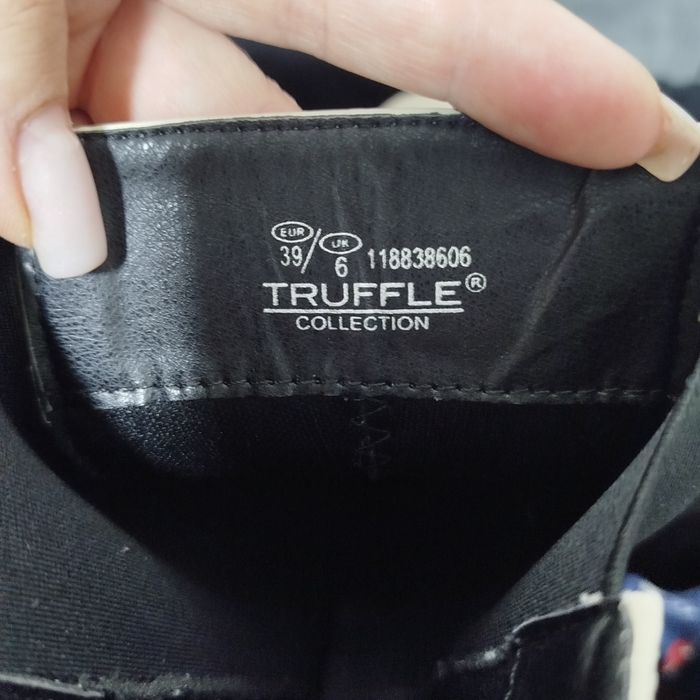 EUR 39 / UK 6 118838606
TRUFFLE®
COLLECTION